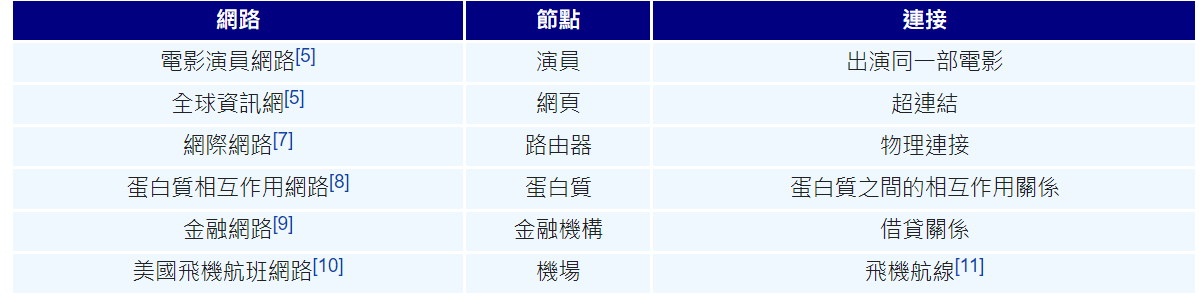 網路 節點 連接
電影演員網路[5] 演員 出演同一部電影
全球資訊網[5] 網頁 超連結
網際網路[7] 路由器 物理連接
蛋白質相互作用網路[8] 蛋白質 蛋白質之間的相互作用關係
金融網路[9] 金融機構 借貸關係
美國飛機航班網路[10] 機場 飛機航線[11]